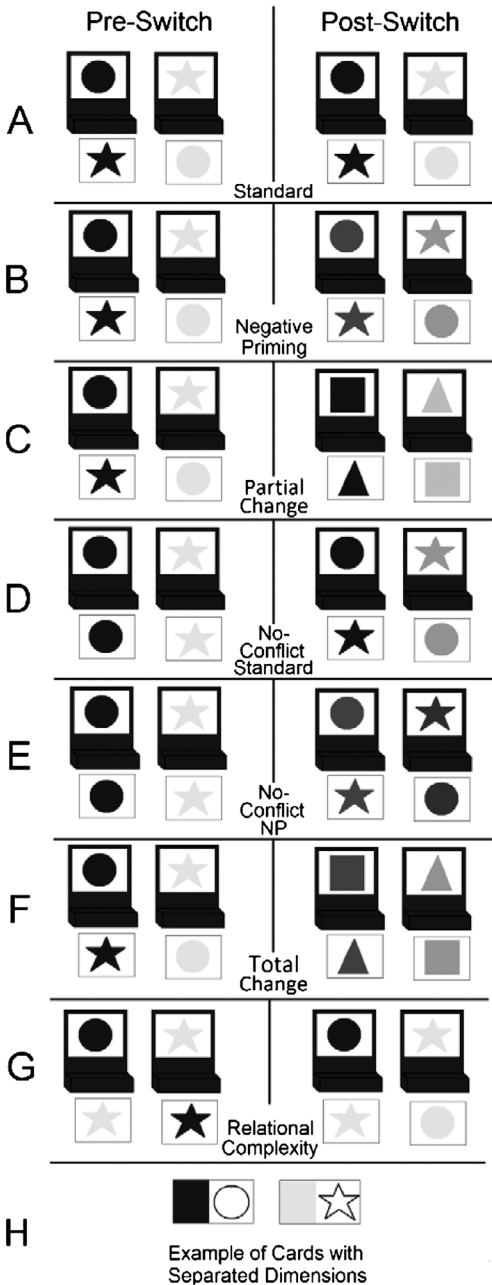 Pre-Switch Post-Switch
A
Standard
B
Negative
Priming
C
Partial
Change
D
No-
Conflict
Standard
E
No-
Conflict
NP
F
Total
Change
G
Relational
Complexity
H
Example of Cards with
Separated Dimensions